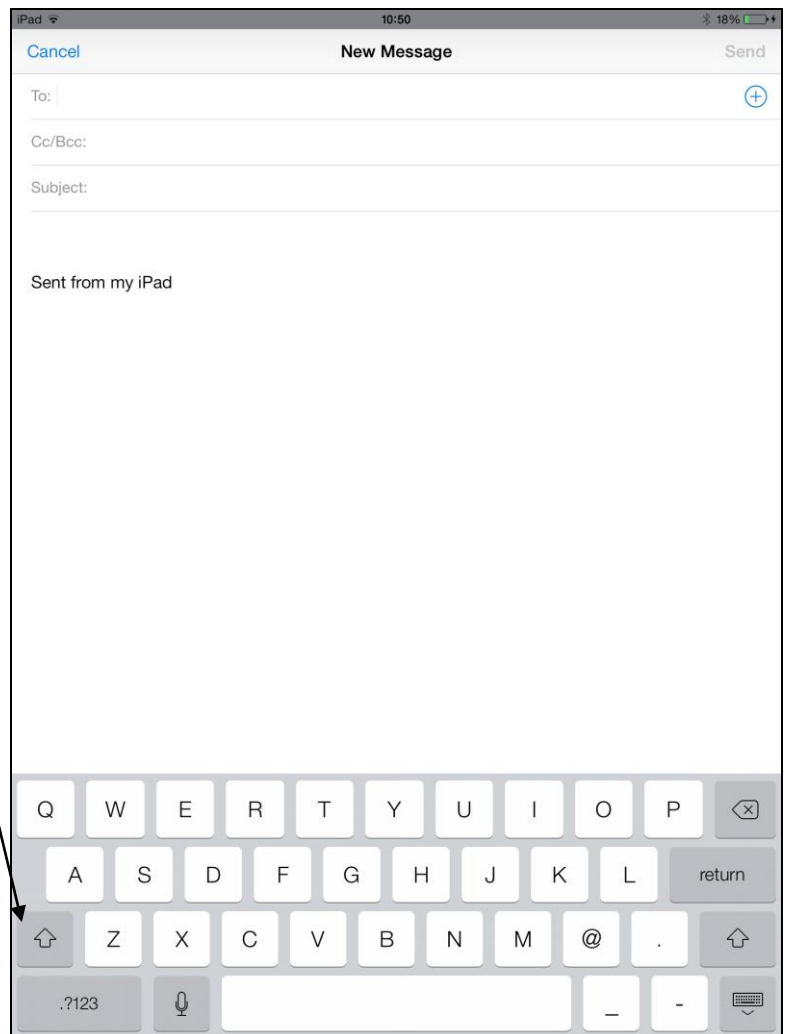 iPad 10:50 18%
Cancel New Message Send
To:
Cc/Bcc:
Subject:
Sent from my iPad
Q W E R T Y U I O P
A S D F G H J K L return
Z X C V B N M @ .
.?123 _ -